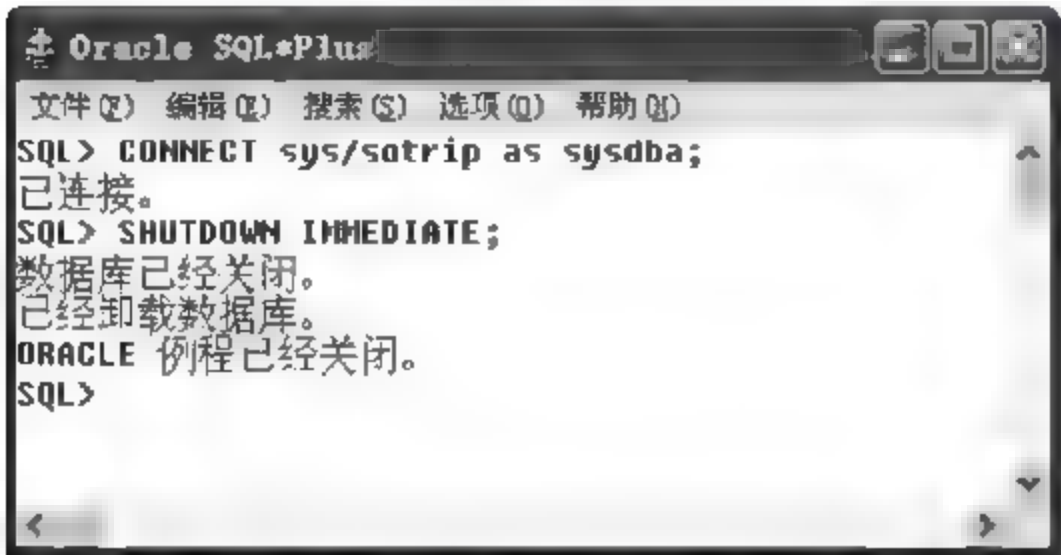 Oracle SQL*Plus
文件(F) 编辑(E) 搜索(S) 选项(O) 帮助(H)
SQL> CONNECT sys/satrip as sysdba;
已连接。
SQL> SHUTDOWN IMMEDIATE;
数据库已经关闭。
已经卸载数据库。
ORACLE 例程已经关闭。
SQL>